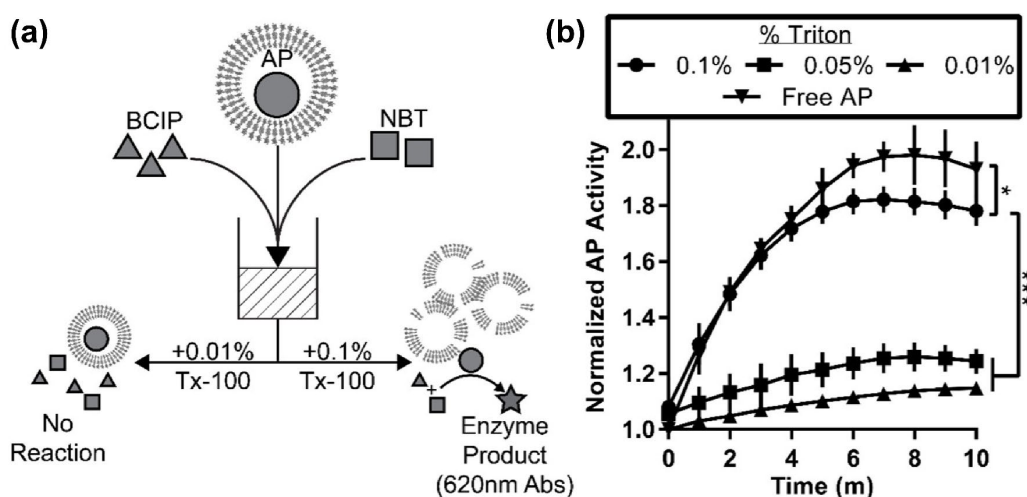 (a)
AP
BCIP
NBT
+0.01%
Tx-100
+0.1%
Tx-100
+
No
Reaction
Enzyme
Product
(620nm Abs)
(b)
% Triton
0.1% 0.05% 0.01%
Free AP
Normalized AP Activity
2.0
1.8
1.6
1.4
1.2
1.0
0 2 4 6 8 10
Time (m)
*
***